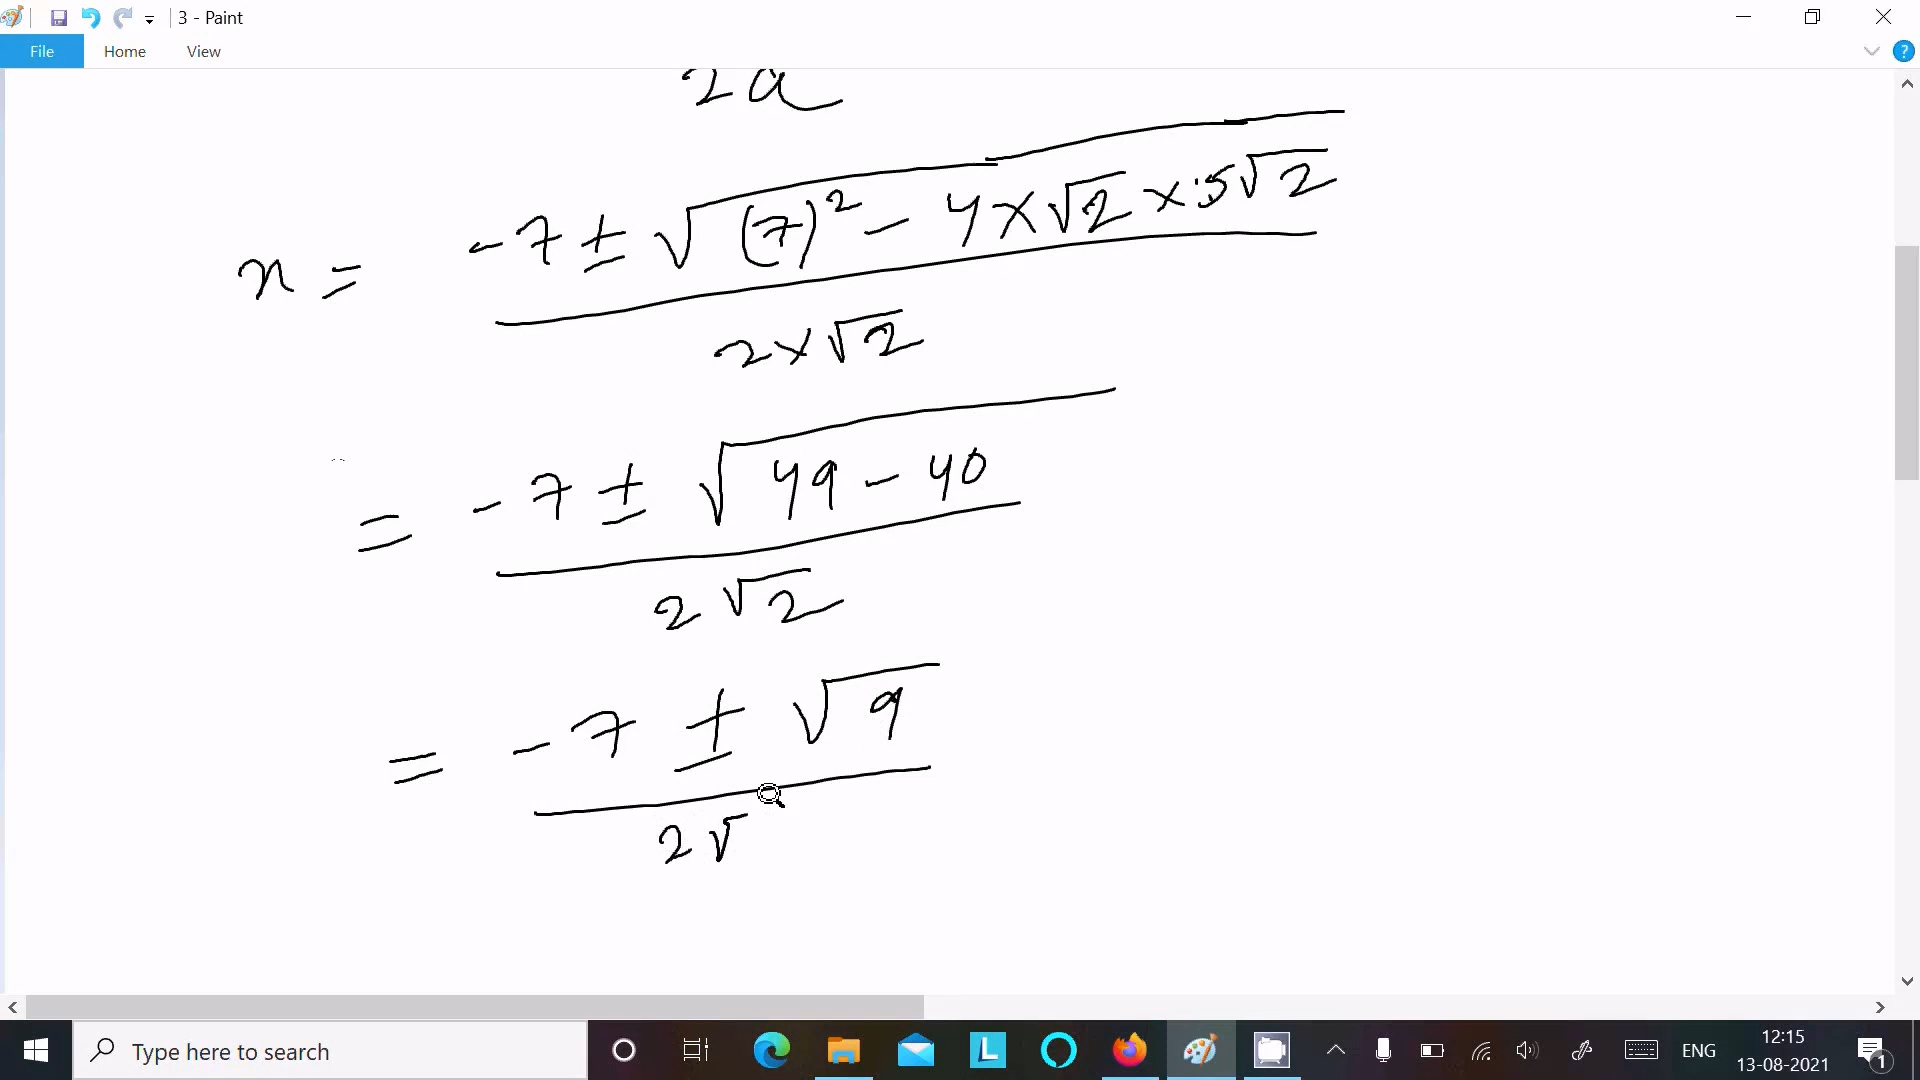 3 - Paint
File Home View
2a
x = -7 ± √(7)² - 4×√2×5√2
2×√2
= -7 ± √49 - 40
2√2
= -7 ± √9
2√
Type here to search
ENG
12:15
13-08-2021
1